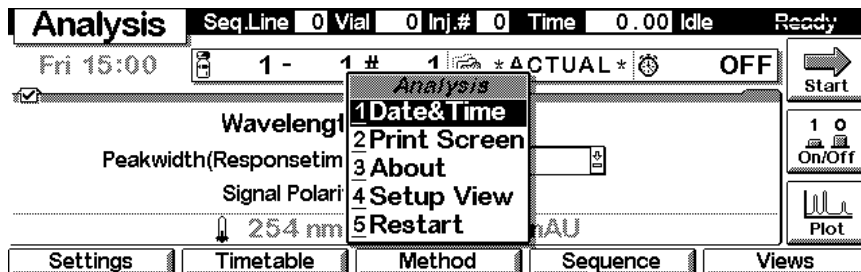 Analysis Seq.Line 0 Vial 0 Inj.# 0 Time 0.00 Idle Ready
Fri 15:00 1 - 1 # 1 *ACTUAL* OFF
Start
Analysis
1 Date&Time
2 Print Screen
3 About
4 Setup View
5 Restart
Wavelengt
Peakwidth(Responsetim
Signal Polari
254 nm mAU
1 0
On/Off
Plot
Settings Timetable Method Sequence Views